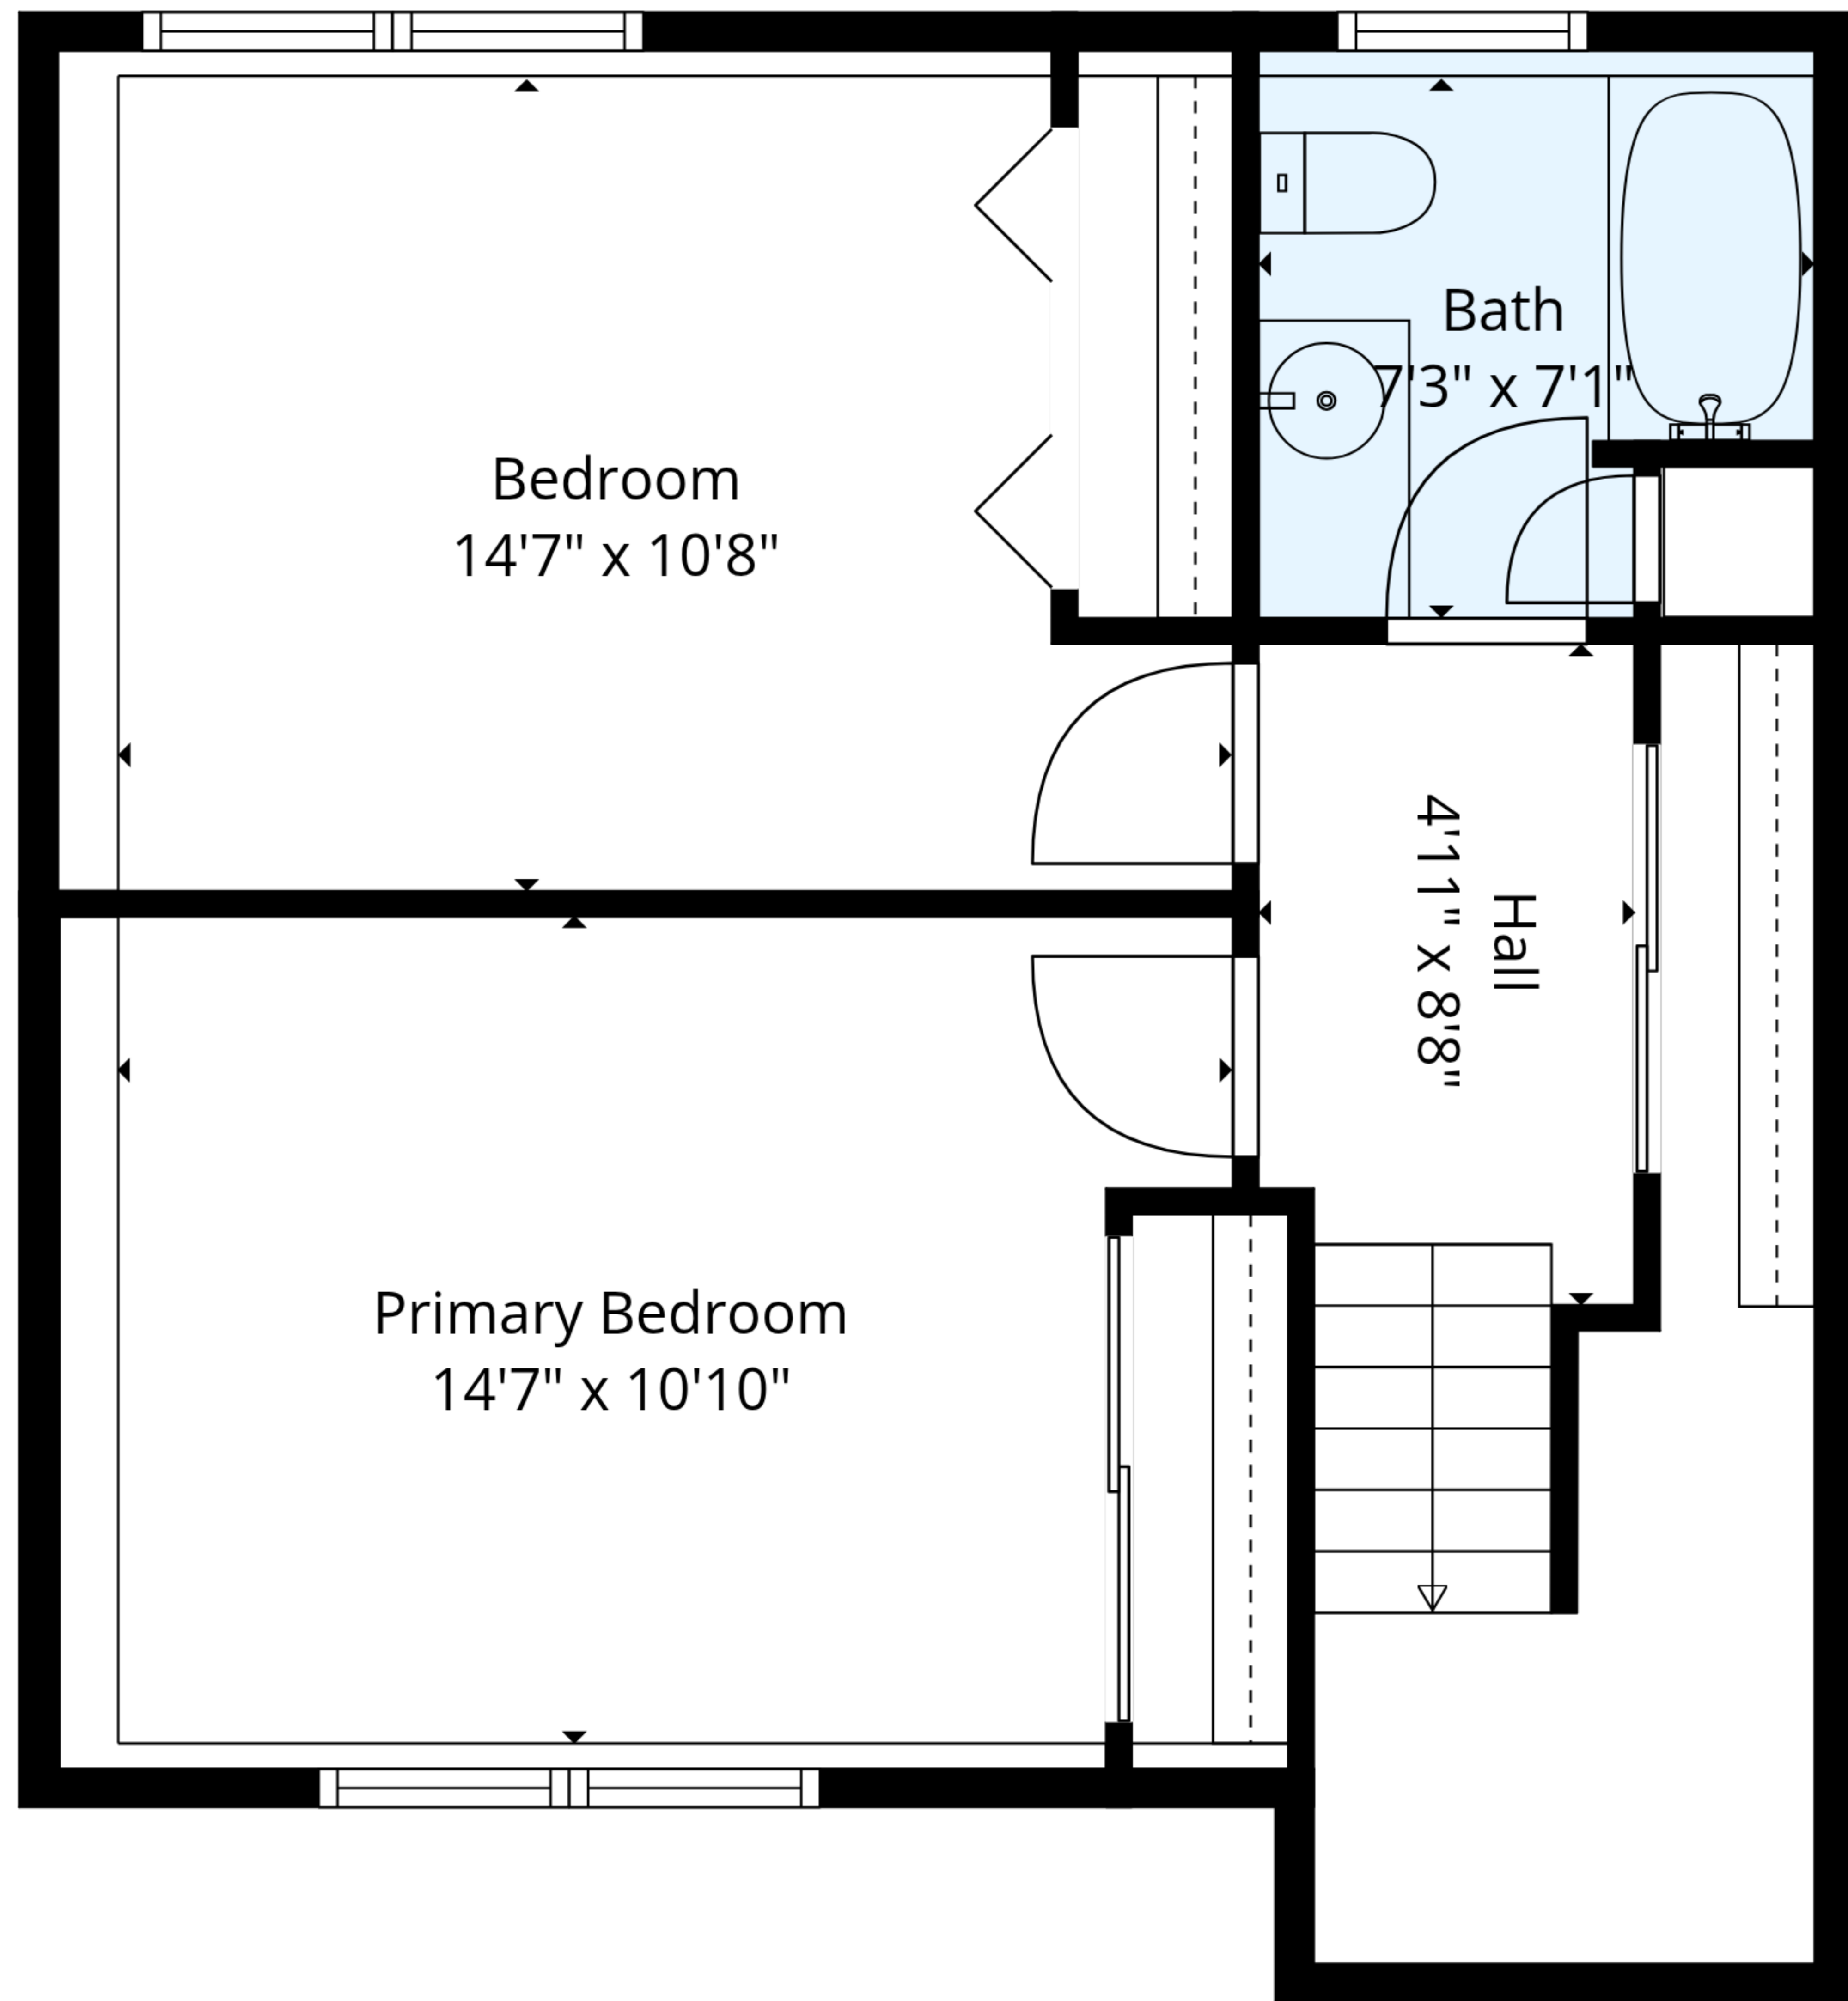 Bedroom
14'7" x 10'8"
Bath
7'3" x 7'1"
Hall
4'11" x 8'8"
Primary Bedroom
14'7" x 10'10"